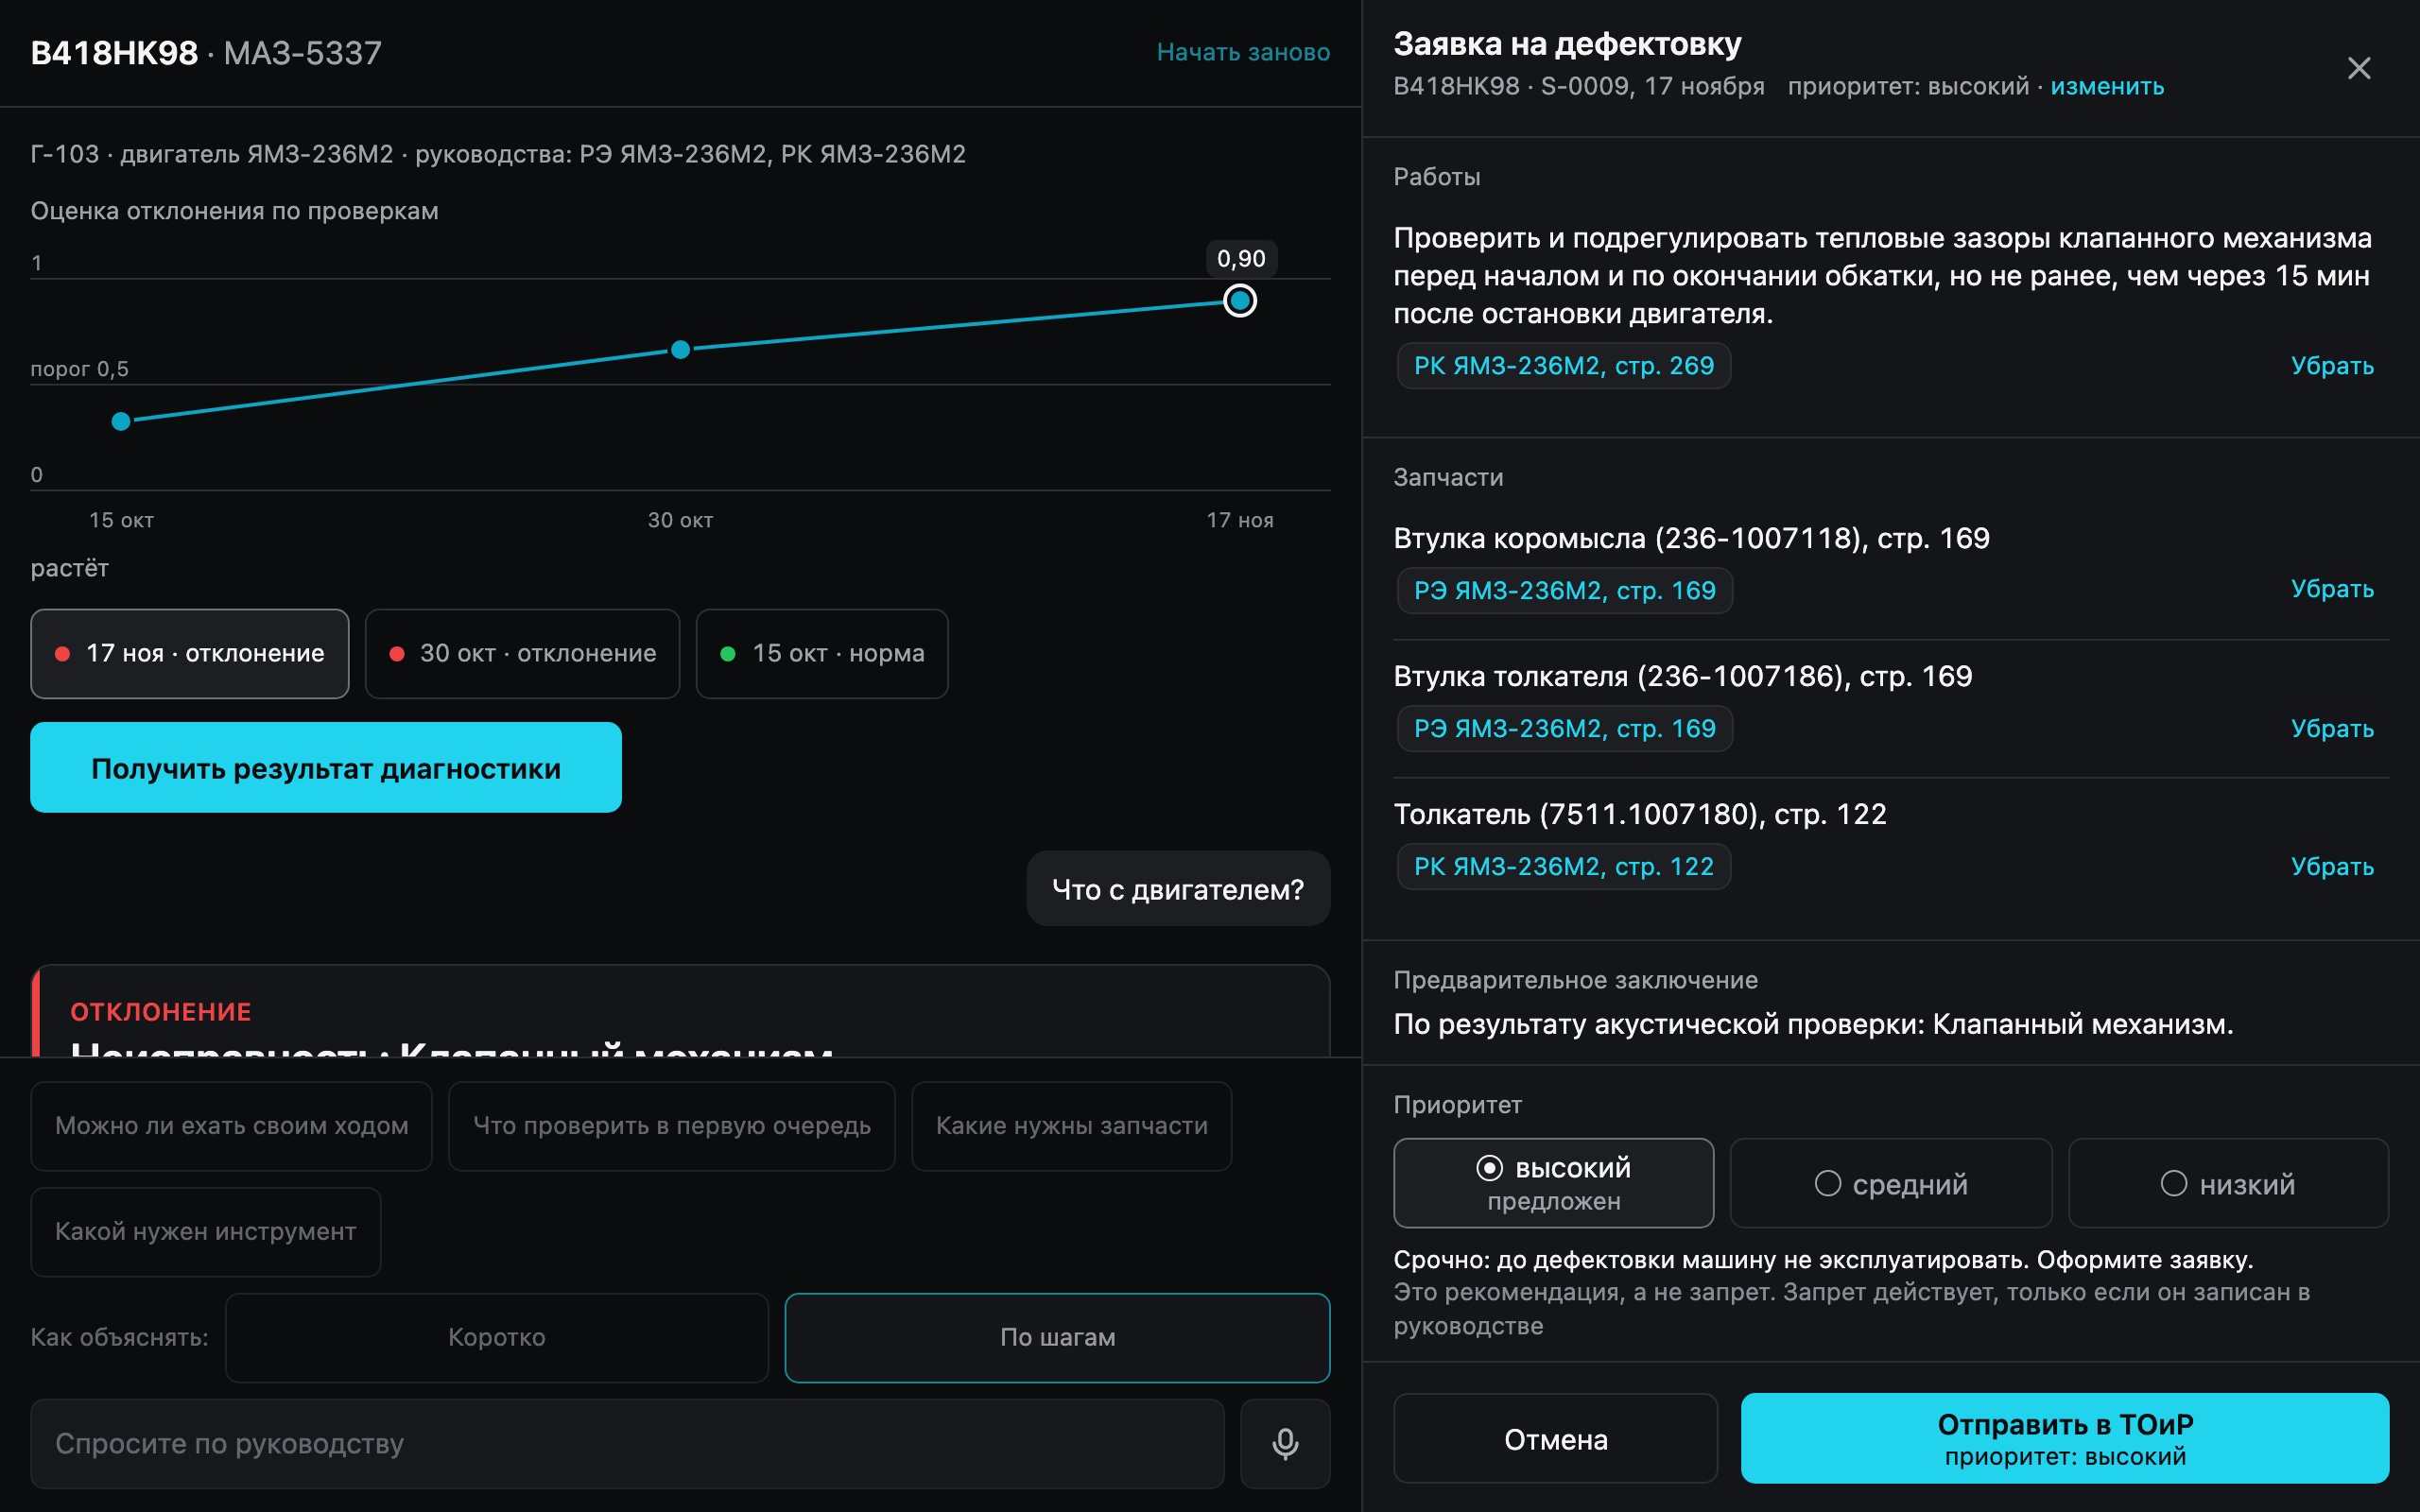 В418НК98 · МАЗ-5337
Начать заново
Г-103 · двигатель ЯМЗ-236М2 · руководства: РЭ ЯМЗ-236М2, РК ЯМЗ-236М2
Оценка отклонения по проверкам
1
0,90
порог 0,5
0
15 окт
30 окт
17 ноя
растёт
17 ноя · отклонение
30 окт · отклонение
15 окт · норма
Получить результат диагностики
Что с двигателем?
ОТКЛОНЕНИЕ
Неисправность: Клапанный механизм
Можно ли ехать своим ходом
Что проверить в первую очередь
Какие нужны запчасти
Какой нужен инструмент
Как объяснять:
Коротко
По шагам
Спросите по руководству
Заявка на дефектовку
В418НК98 · S-0009, 17 ноября приоритет: высокий · изменить
Работы
Проверить и подрегулировать тепловые зазоры клапанного механизма
перед началом и по окончании обкатки, но не ранее, чем через 15 мин
после остановки двигателя.
РК ЯМЗ-236М2, стр. 269
Убрать
Запчасти
Втулка коромысла (236-1007118), стр. 169
РЭ ЯМЗ-236М2, стр. 169
Убрать
Втулка толкателя (236-1007186), стр. 169
РЭ ЯМЗ-236М2, стр. 169
Убрать
Толкатель (7511.1007180), стр. 122
РК ЯМЗ-236М2, стр. 122
Убрать
Предварительное заключение
По результату акустической проверки: Клапанный механизм.
Приоритет
высокий
предложен
средний
низкий
Срочно: до дефектовки машину не эксплуатировать. Оформите заявку.
Это рекомендация, а не запрет. Запрет действует, только если он записан в
руководстве
Отмена
Отправить в ТОиР
приоритет: высокий